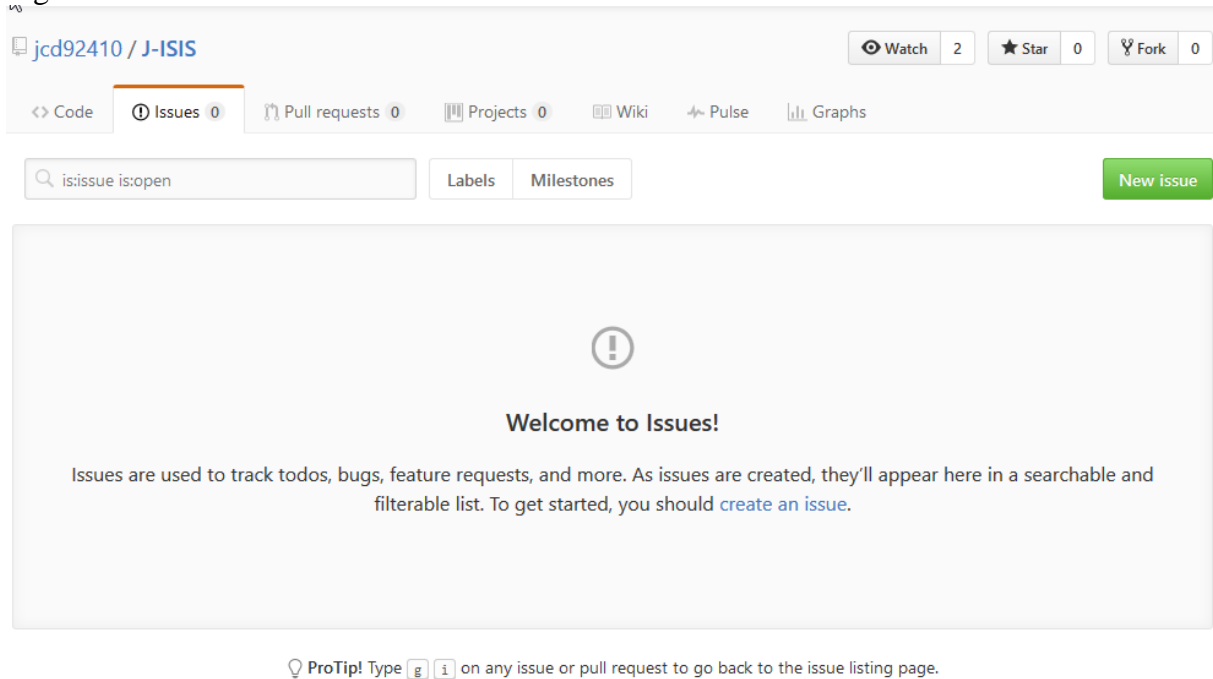 jcd92410 / J-ISIS
Watch 2 Star 0 Fork 0
<> Code Issues 0 Pull requests 0 Projects 0 Wiki Pulse Graphs
is:issue is:open Labels Milestones New issue
Welcome to Issues!
Issues are used to track todos, bugs, feature requests, and more. As issues are created, they’ll appear here in a searchable and
filterable list. To get started, you should create an issue.
ProTip! Type g i on any issue or pull request to go back to the issue listing page.